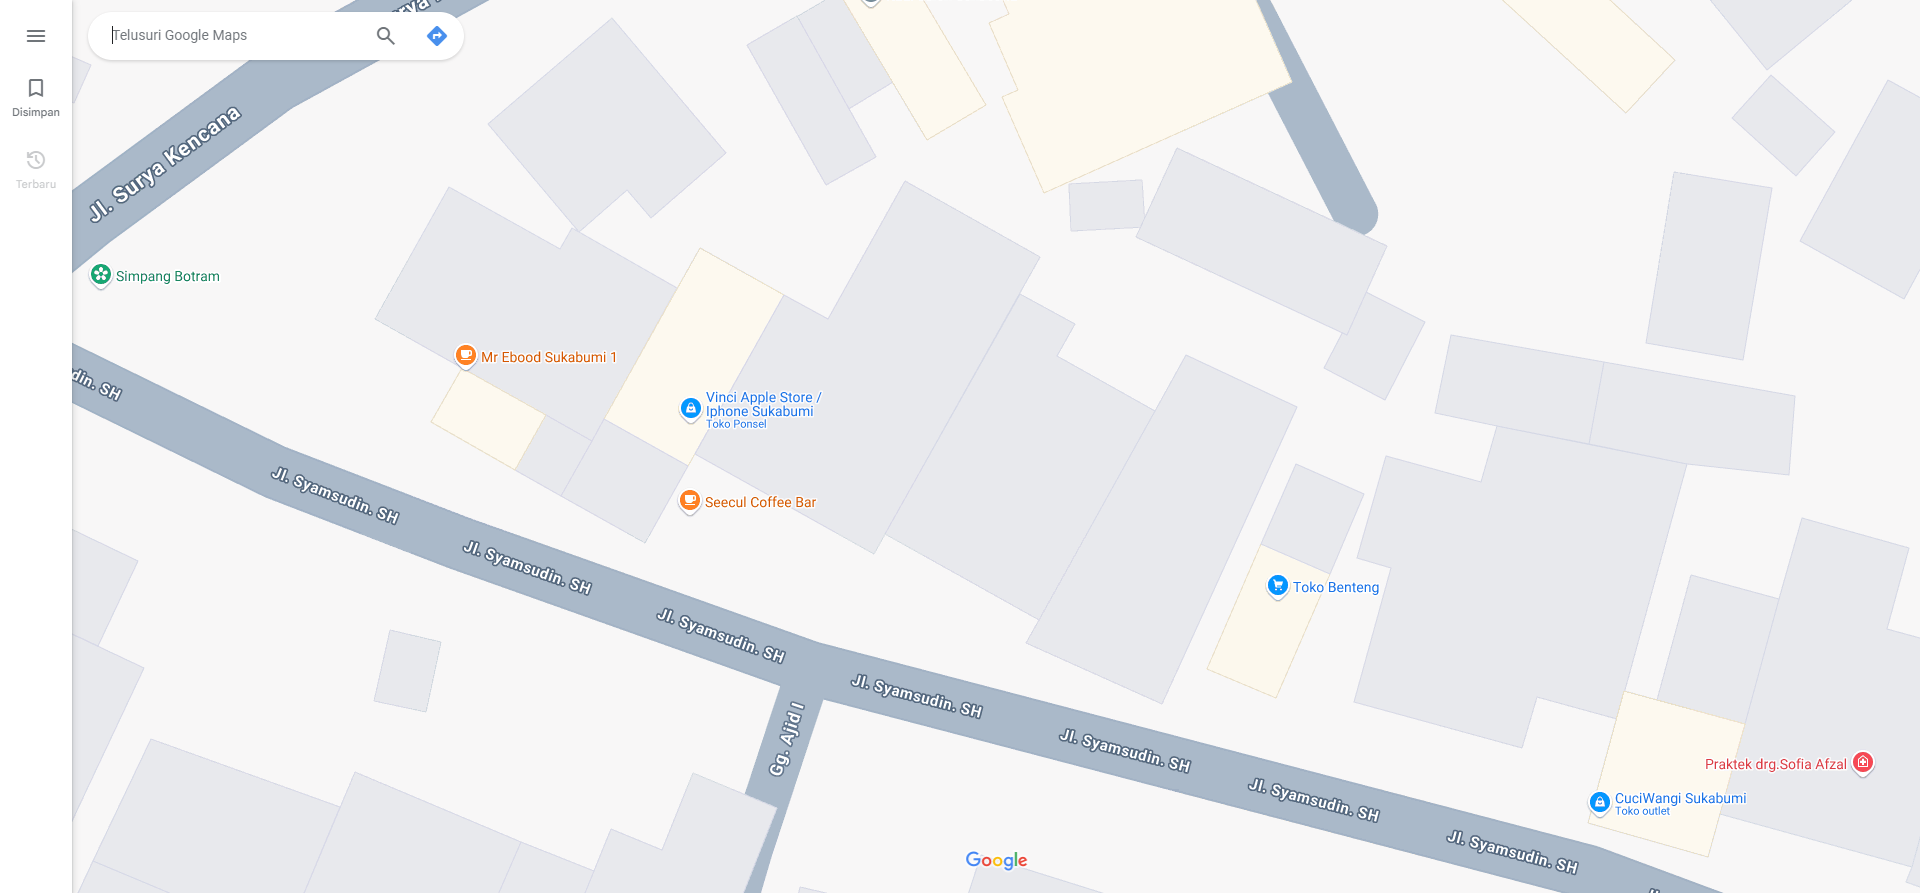 Telusuri Google Maps
Disimpan
Terbaru
Jl. Surya Kencana
Simpang Botram
Mr Ebood Sukabumi 1
Vinci Apple Store /
Iphone Sukabumi
Toko Ponsel
Seecul Coffee Bar
din. SH
Jl. Syamsudin. SH
Jl. Syamsudin. SH
Jl. Syamsudin. SH
Jl. Syamsudin. SH
Jl. Syamsudin. SH
Jl. Syamsudin. SH
Jl. Syamsudin. SH
Gg. Ajid I
Toko Benteng
Praktek drg.Sofia Afzal
CuciWangi Sukabumi
Toko outlet
Google